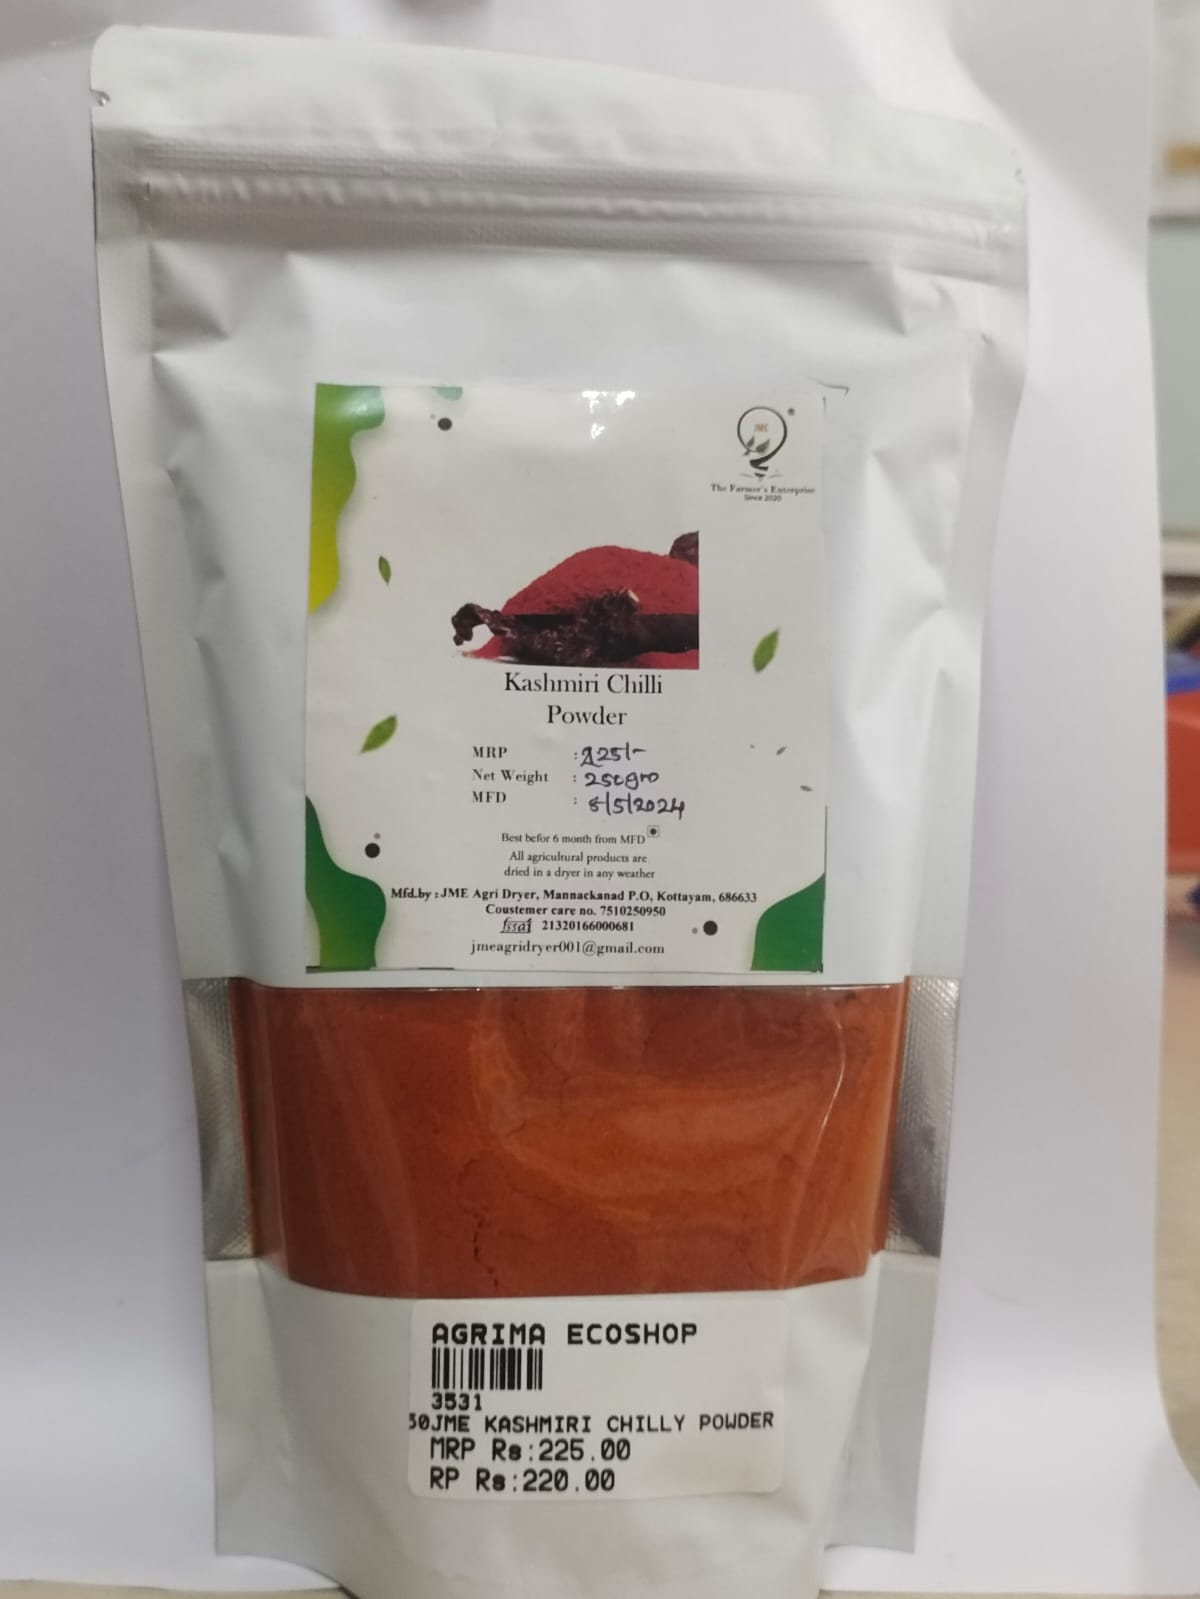 JME
The Farmer's Enterprise
Since 2020
Kashmiri Chilli
Powder
MRP : 225/-
Net Weight : 250gm
MFD : 8/5/2024
Best befor 6 month from MFD
All agricultural products are
dried in a dryer in any weather
Mfd.by : JME Agri Dryer, Mannackanad P.O, Kottayam, 686633
Coustemer care no. 7510250950
fssai 21320166000681
jmeagridryer001@gmail.com
AGRIMA ECOSHOP
3531
50JME KASHMIRI CHILLY POWDER
MRP Rs:225.00
RP Rs:220.00